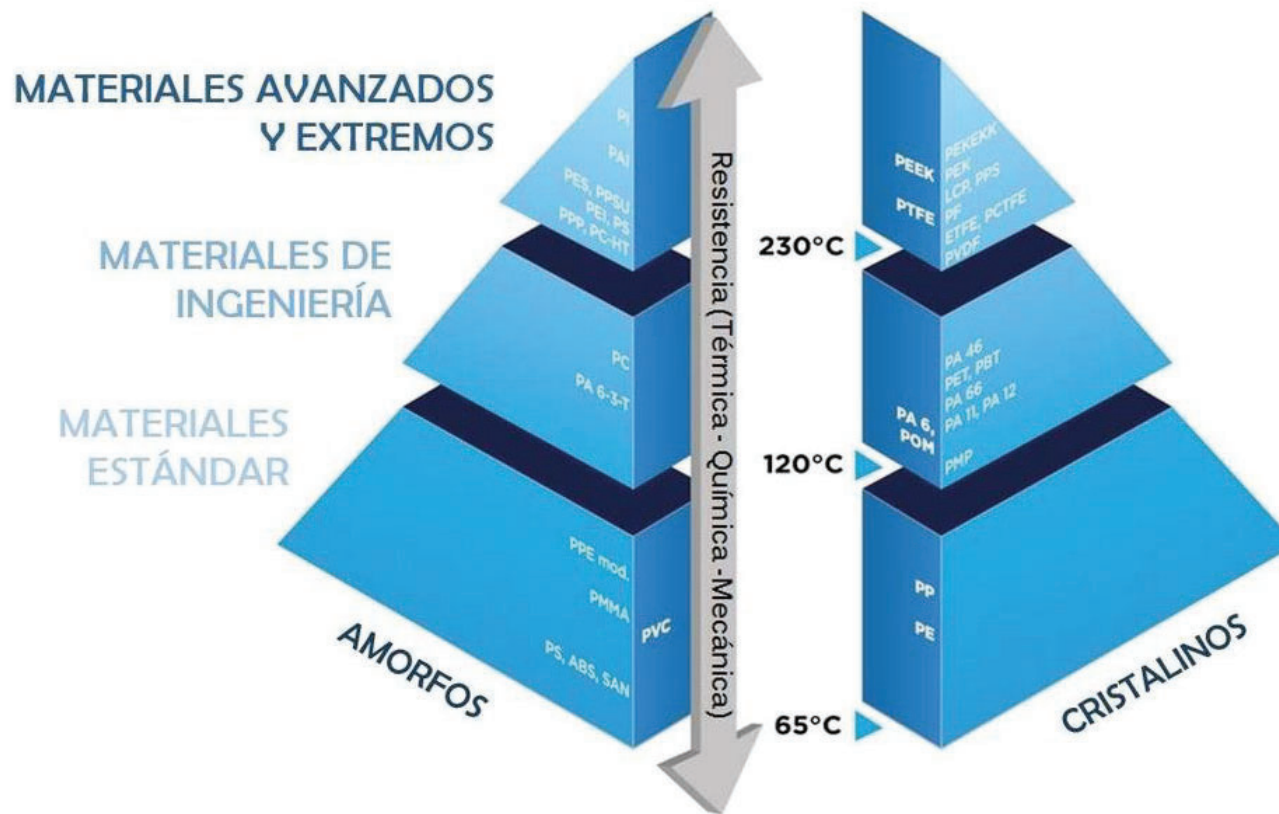 MATERIALES AVANZADOS
Y EXTREMOS
MATERIALES DE
INGENIERÍA
MATERIALES
ESTÁNDAR
PI
PAI
PES, PPSU
PEI, PS
PPP, PC-HT
PC
PA 6-3-T
PPE mod.
PMMA
PS, ABS, SAN
PVC
AMORFOS
Resistencia (Térmica - Química -Mecánica)
230°C
120°C
65°C
PEEK
PTFE
PEKEKK
PEK
LCP, PPS
PF
ETFE, PCTFE
PVDF
PA 6,
POM
PA 46
PET, PBT
PA 66
PA 11, PA 12
PMP
PP
PE
CRISTALINOS